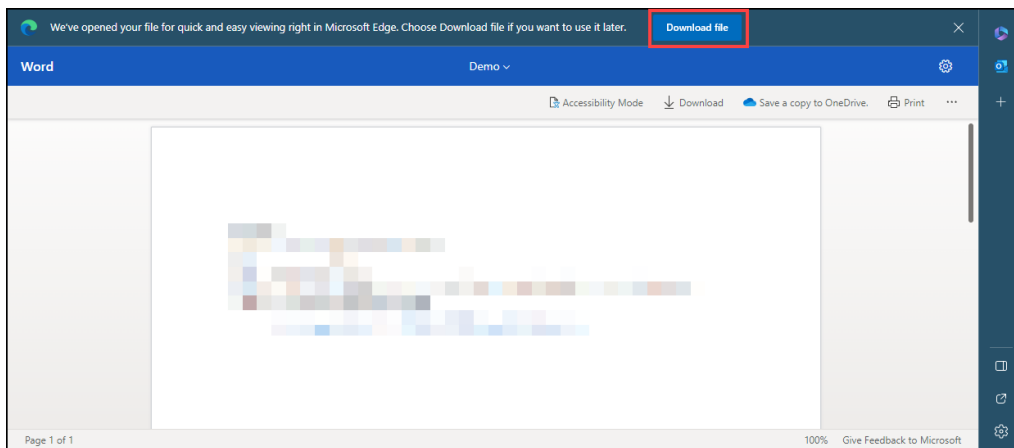 We've opened your file for quick and easy viewing right in Microsoft Edge. Choose Download file if you want to use it later. Download file
Word Demo
Accessibility Mode Download Save a copy to OneDrive. Print ...
Page 1 of 1 100% Give Feedback to Microsoft